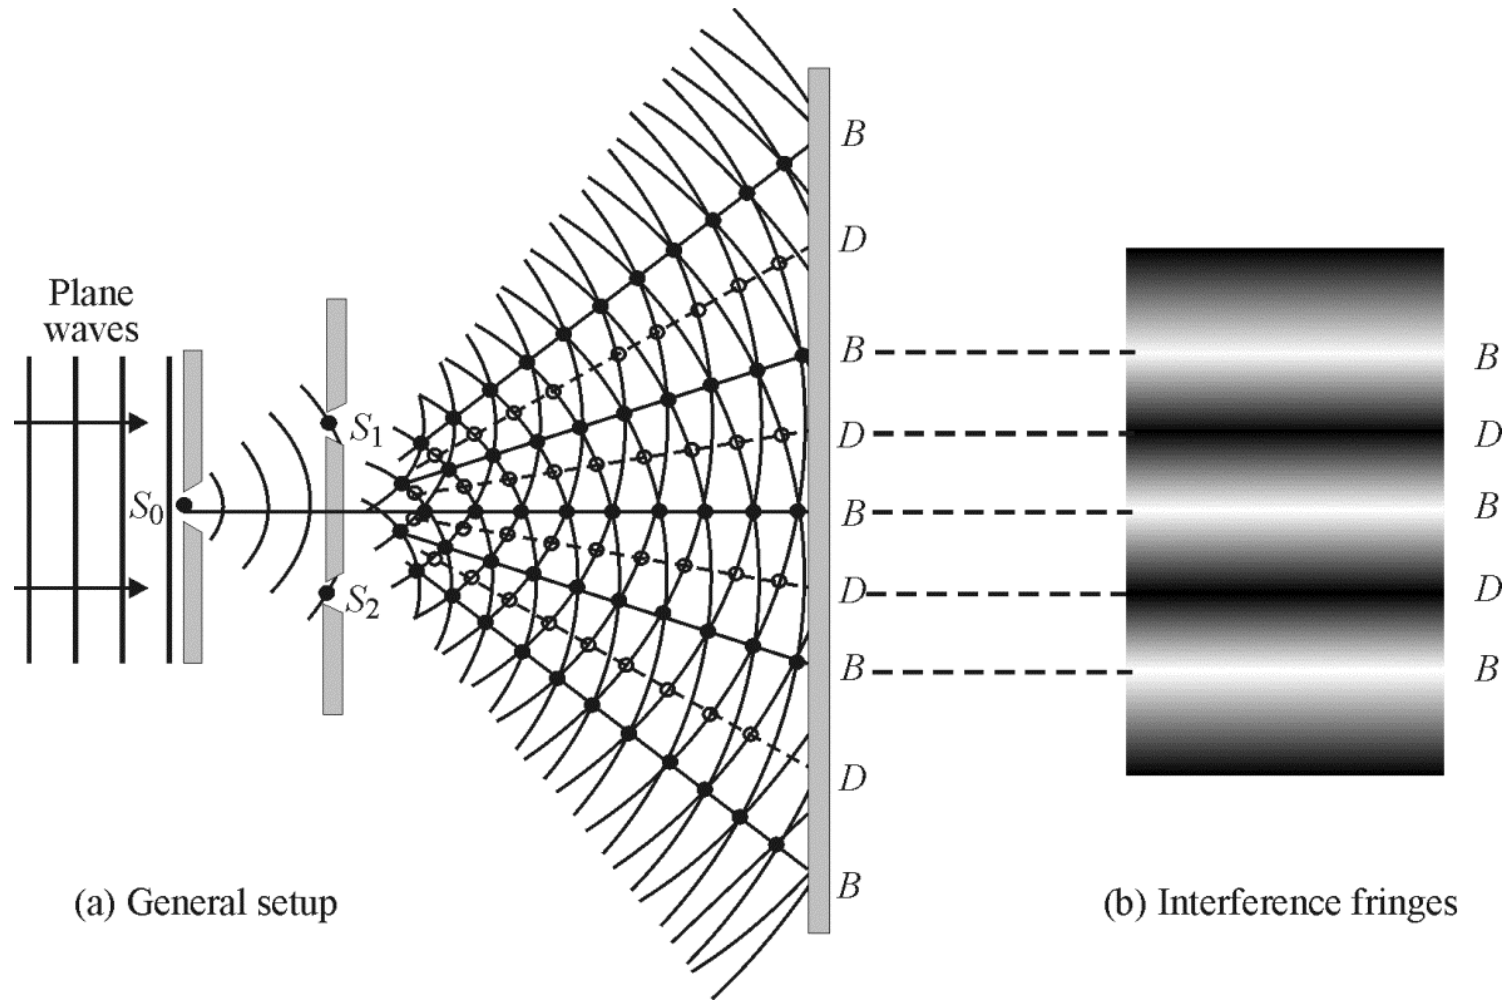 Plane
waves
S₀
S₁
S₂
B
D
B
D
B
D
B
D
B
B
D
B
D
B
(a) General setup
(b) Interference fringes